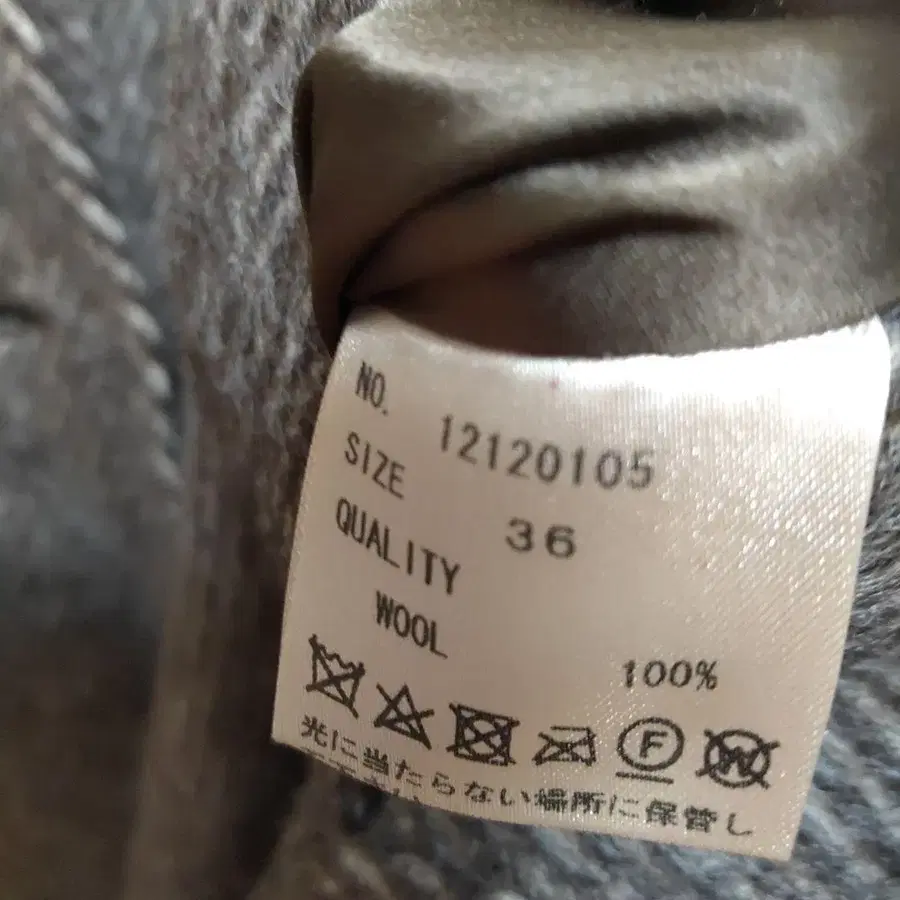 NO. 12120105
SIZE 36
QUALITY
WOOL 100%
F W
光に当たらない場所に保管し